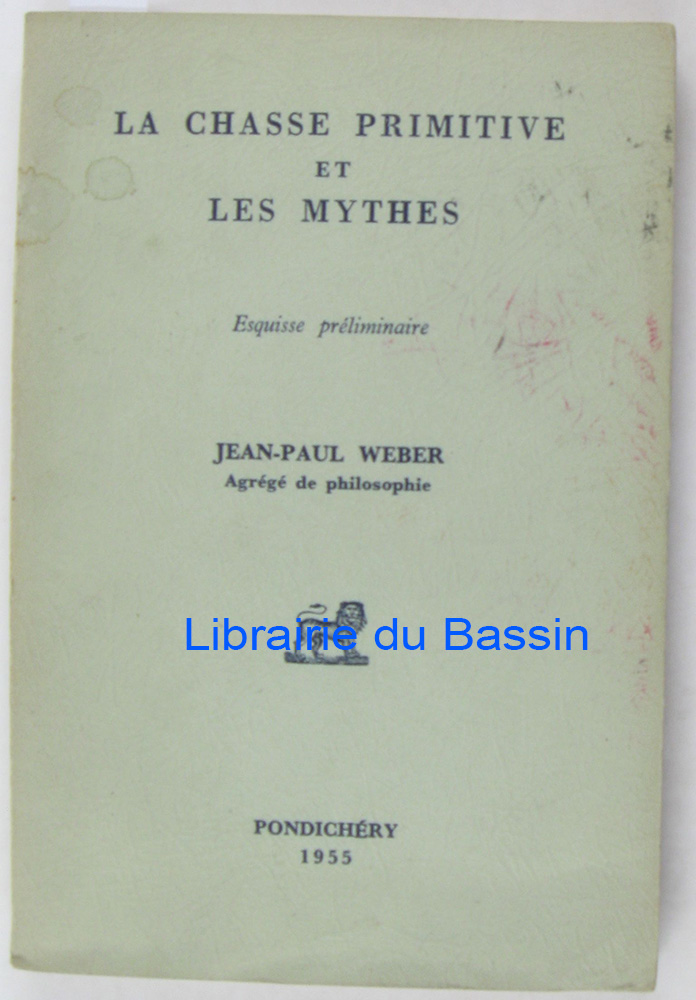 LA CHASSE PRIMITIVE
ET
LES MYTHES
Esquisse préliminaire
JEAN-PAUL WEBER
Agrégé de philosophie
Librairie du Bassin
PONDICHÉRY
1955